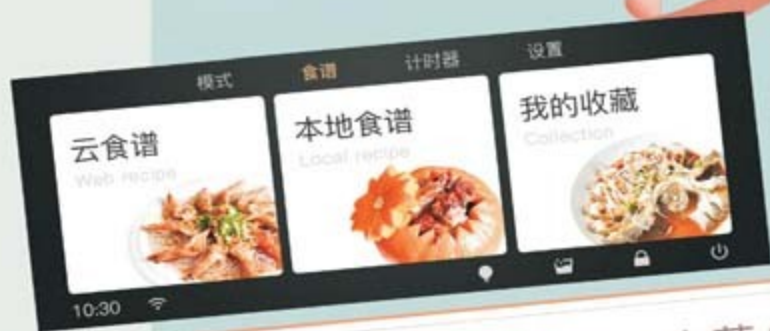 模式 食谱 计时器 设置
云食谱
Web recipe
本地食谱
Local recipe
我的收藏
Collection
10:30